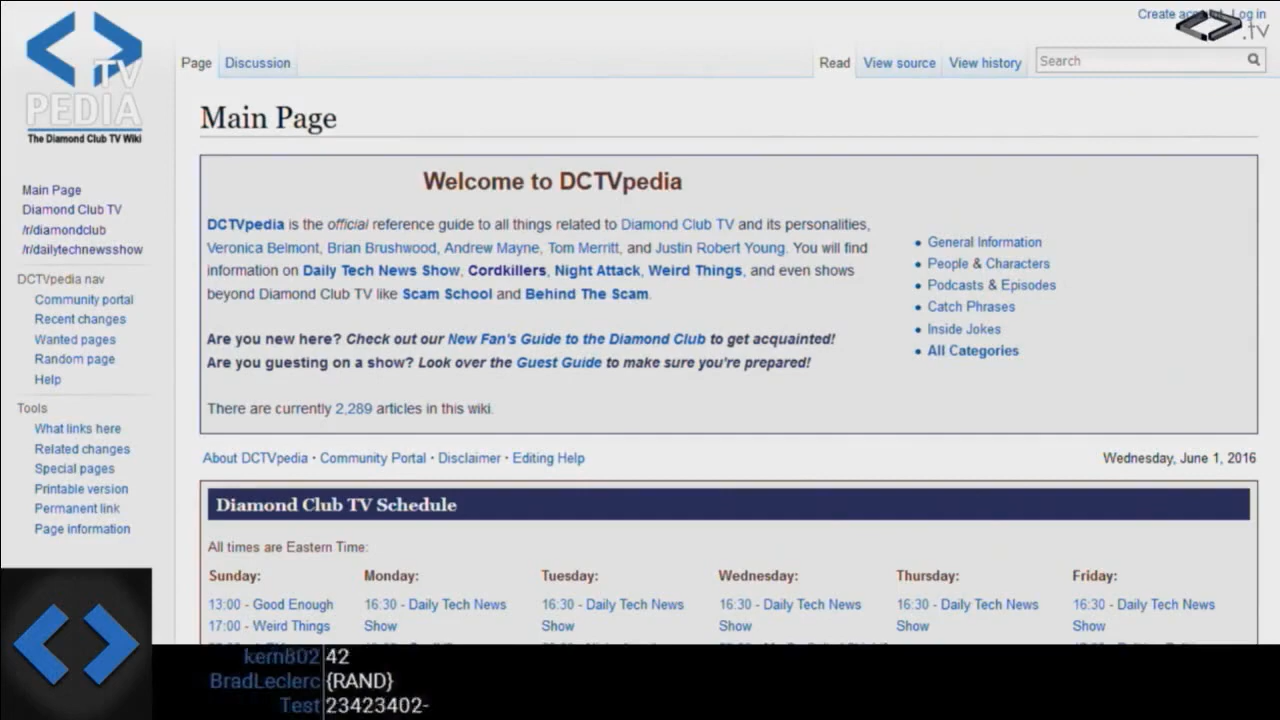 Create Log in
.tv
TV
PEDIA
The Diamond Club TV Wiki
Page Discussion Read View source View history Search
Main Page
Main Page
Diamond Club TV
/r/diamondclub
/r/dailytechnewsshow
DCTVpedia nav
Community portal
Recent changes
Wanted pages
Random page
Help
Tools
What links here
Related changes
Special pages
Printable version
Permanent link
Page information
Welcome to DCTVpedia
DCTVpedia is the official reference guide to all things related to Diamond Club TV and its personalities,
Veronica Belmont, Brian Brushwood, Andrew Mayne, Tom Merritt, and Justin Robert Young. You will find
information on Daily Tech News Show, Cordkillers, Night Attack, Weird Things, and even shows
beyond Diamond Club TV like Scam School and Behind The Scam.
Are you new here? Check out our New Fan's Guide to the Diamond Club to get acquainted!
Are you guesting on a show? Look over the Guest Guide to make sure you're prepared!
There are currently 2,289 articles in this wiki.
General Information
People & Characters
Podcasts & Episodes
Catch Phrases
Inside Jokes
All Categories
About DCTVpedia · Community Portal · Disclaimer · Editing Help
Wednesday, June 1, 2016
Diamond Club TV Schedule
All times are Eastern Time:
Sunday: Monday: Tuesday: Wednesday: Thursday: Friday:
13:00 - Good Enough 16:30 - Daily Tech News 16:30 - Daily Tech News 16:30 - Daily Tech News 16:30 - Daily Tech News 16:30 - Daily Tech News
17:00 - Weird Things Show Show Show Show Show
kern802 42
BradLeclerc {RAND}
Test 23423402-